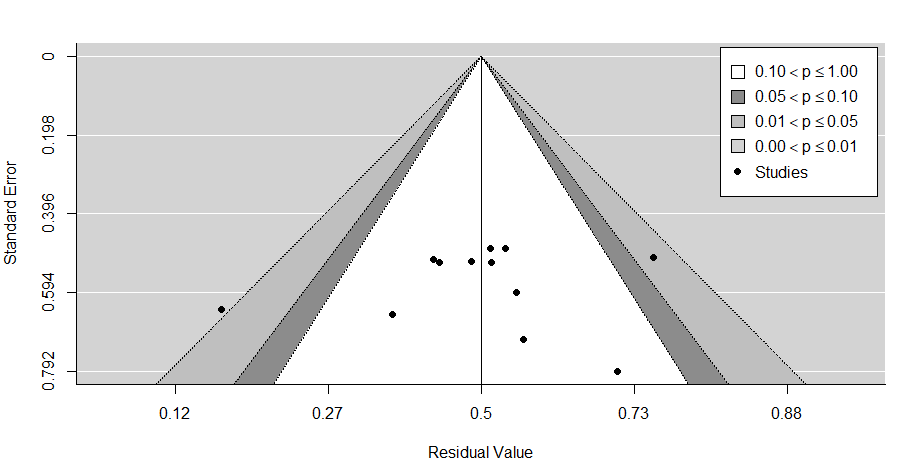 0.10 < p ≤ 1.00
0.05 < p ≤ 0.10
0.01 < p ≤ 0.05
0.00 < p ≤ 0.01
Studies
Standard Error
0
0.198
0.396
0.594
0.792
0.12 0.27 0.5 0.73 0.88
Residual Value